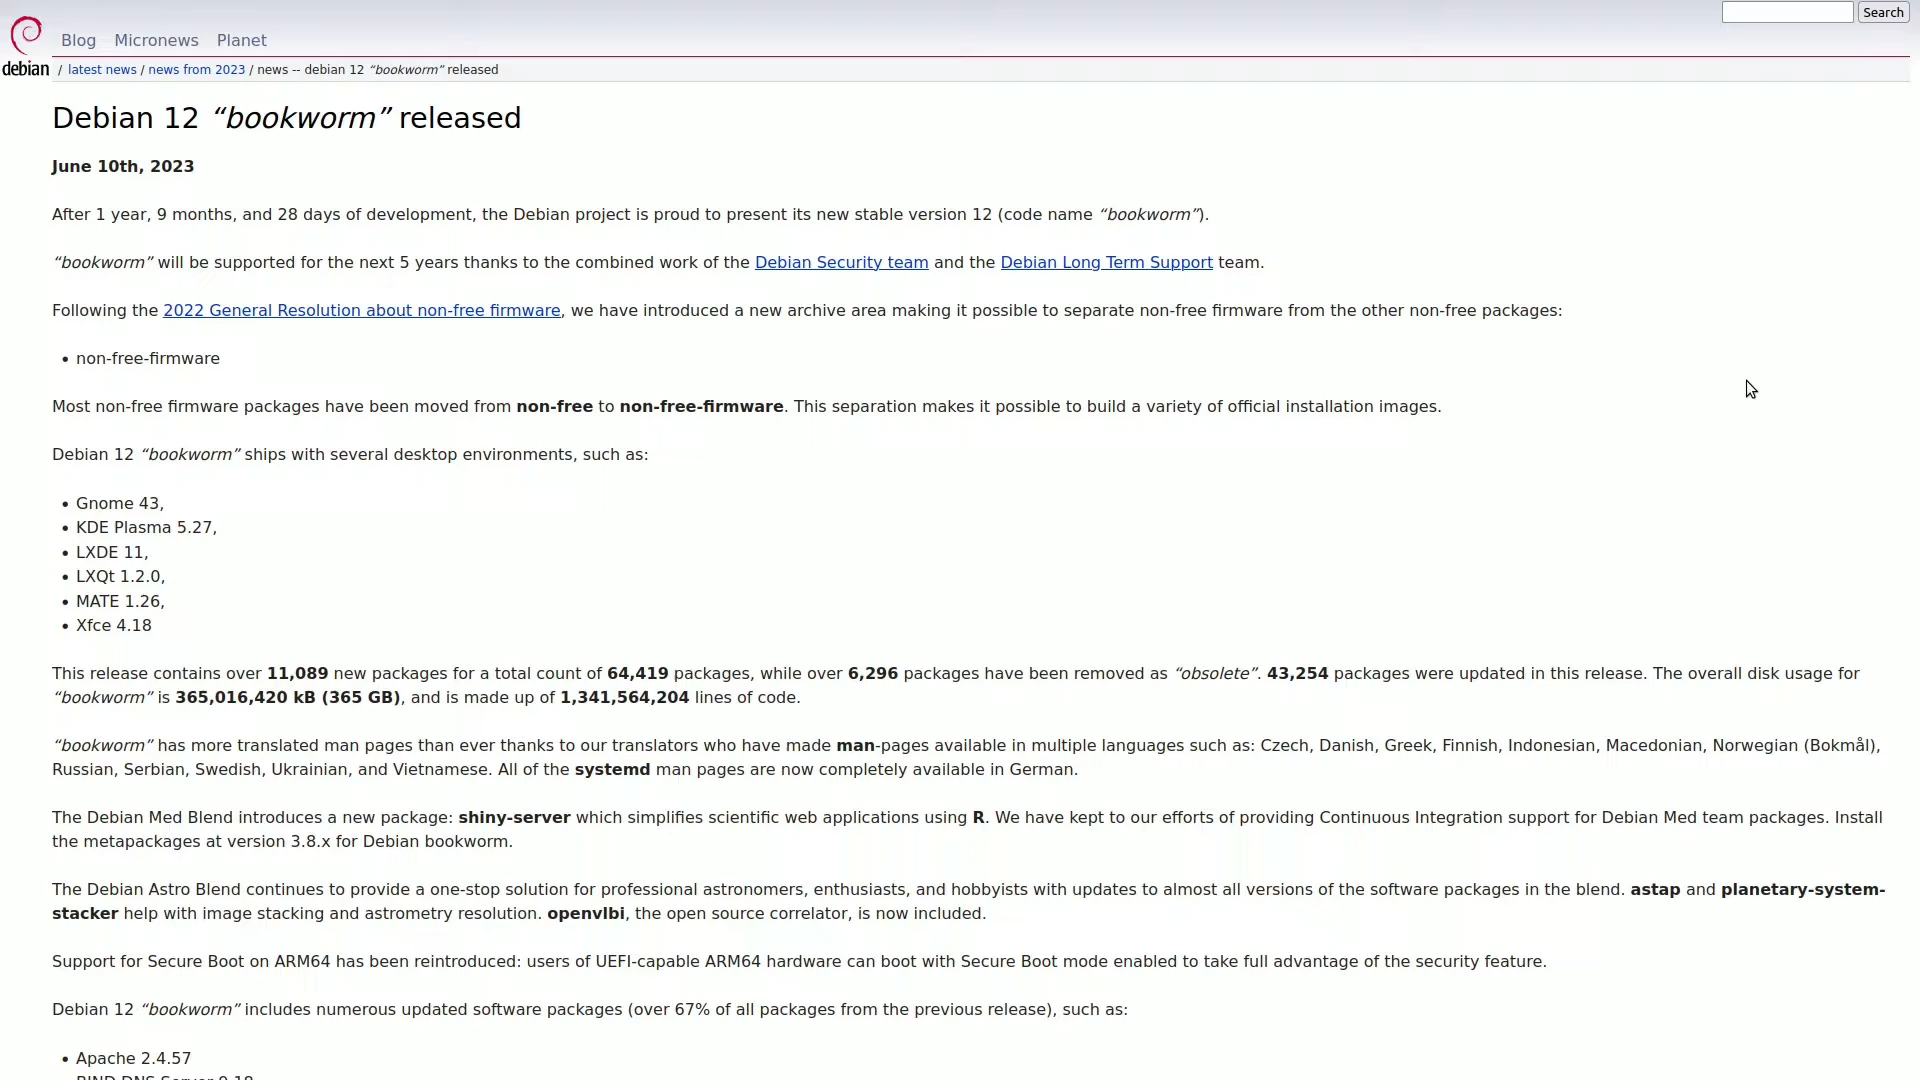 Search
Blog Micronews Planet
debian / latest news / news from 2023 / news -- debian 12 “bookworm” released
Debian 12 “bookworm” released
June 10th, 2023
After 1 year, 9 months, and 28 days of development, the Debian project is proud to present its new stable version 12 (code name “bookworm”).
“bookworm” will be supported for the next 5 years thanks to the combined work of the Debian Security team and the Debian Long Term Support team.
Following the 2022 General Resolution about non-free firmware, we have introduced a new archive area making it possible to separate non-free firmware from the other non-free packages:
• non-free-firmware
Most non-free firmware packages have been moved from non-free to non-free-firmware. This separation makes it possible to build a variety of official installation images.
Debian 12 “bookworm” ships with several desktop environments, such as:
• Gnome 43,
• KDE Plasma 5.27,
• LXDE 11,
• LXQt 1.2.0,
• MATE 1.26,
• Xfce 4.18
This release contains over 11,089 new packages for a total count of 64,419 packages, while over 6,296 packages have been removed as “obsolete”. 43,254 packages were updated in this release. The overall disk usage for
“bookworm” is 365,016,420 kB (365 GB), and is made up of 1,341,564,204 lines of code.
“bookworm” has more translated man pages than ever thanks to our translators who have made man-pages available in multiple languages such as: Czech, Danish, Greek, Finnish, Indonesian, Macedonian, Norwegian (Bokmål),
Russian, Serbian, Swedish, Ukrainian, and Vietnamese. All of the systemd man pages are now completely available in German.
The Debian Med Blend introduces a new package: shiny-server which simplifies scientific web applications using R. We have kept to our efforts of providing Continuous Integration support for Debian Med team packages. Install
the metapackages at version 3.8.x for Debian bookworm.
The Debian Astro Blend continues to provide a one-stop solution for professional astronomers, enthusiasts, and hobbyists with updates to almost all versions of the software packages in the blend. astap and planetary-system-
stacker help with image stacking and astrometry resolution. openvlbi, the open source correlator, is now included.
Support for Secure Boot on ARM64 has been reintroduced: users of UEFI-capable ARM64 hardware can boot with Secure Boot mode enabled to take full advantage of the security feature.
Debian 12 “bookworm” includes numerous updated software packages (over 67% of all packages from the previous release), such as:
• Apache 2.4.57
BIND DNS Server 9.18